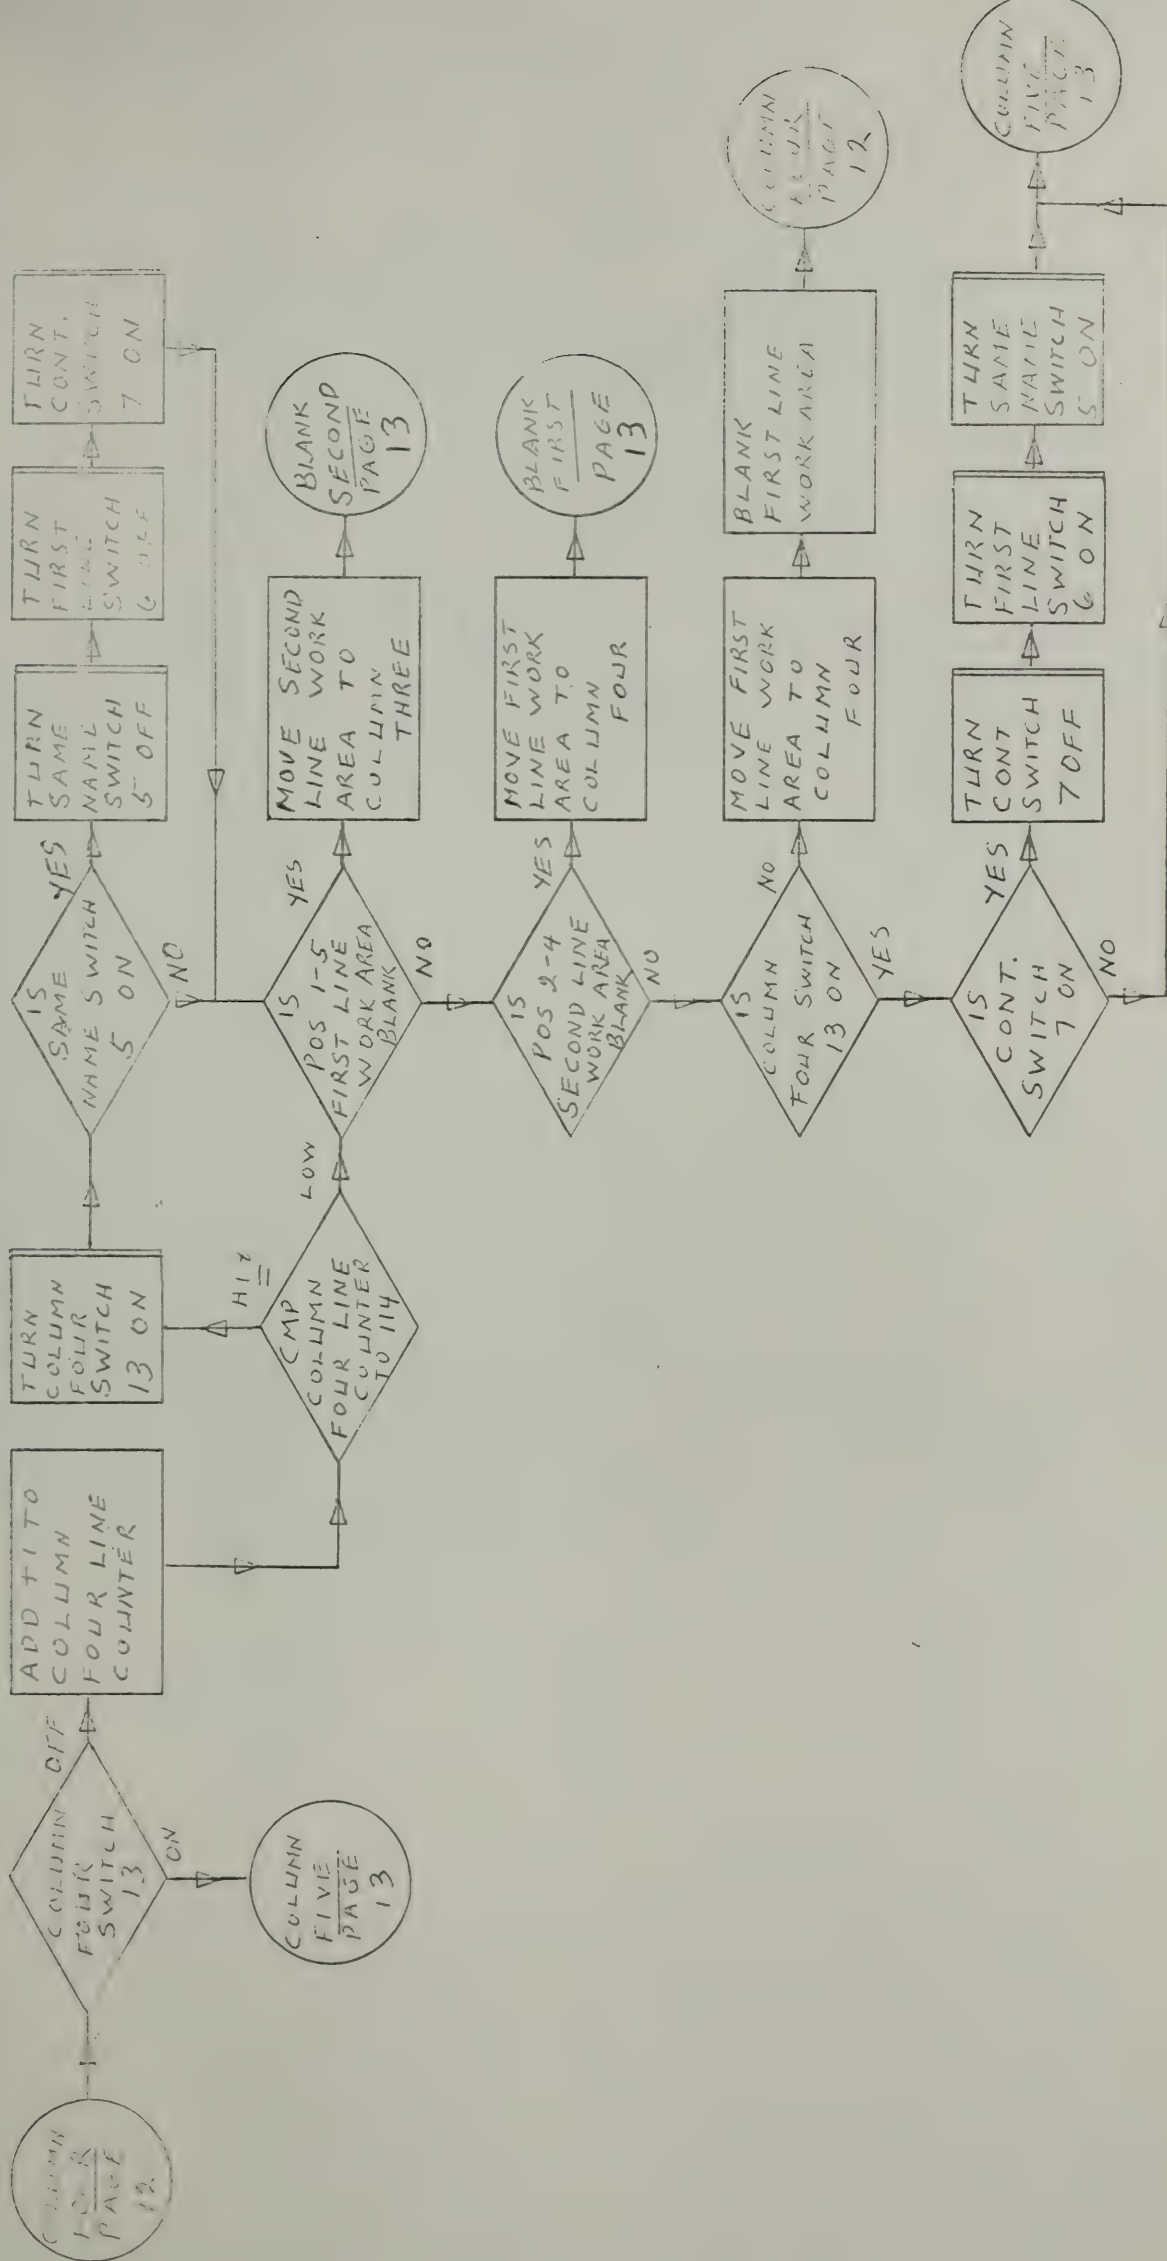 COLUMN
PAGE
12
COLUMN
FOUR
SWITCH
13
OFF
ON
COLUMN
FIVE
PAGE
13
ADD +1 TO
COLUMN
FOUR LINE
COUNTER
CMP
COLUMN
FOUR LINE
COUNTER
TO 114
HI
=
LOW
TURN
COLUMN
FOUR
SWITCH
13 ON
IS
SAME
NAME SWITCH
5 ON
YES
NO
TURN
SAME
NAME
SWITCH
5 OFF
TURN
FIRST
LINE
SWITCH
6 OFF
TURN
CONT.
SWITCH
7 ON
IS
POS 1-5
FIRST LINE
WORK AREA
BLANK
YES
NO
MOVE SECOND
LINE WORK
AREA TO
COLUMN
THREE
BLANK
SECOND
PAGE
13
IS
POS 2-4
SECOND LINE
WORK AREA
BLANK
YES
NO
MOVE FIRST
LINE WORK
AREA TO
COLUMN
FOUR
BLANK
FIRST
PAGE
13
IS
COLUMN
FOUR SWITCH
13 ON
NO
YES
MOVE FIRST
LINE WORK
AREA TO
COLUMN
FOUR
BLANK
FIRST LINE
WORK AREA
COLUMN
FOUR
PAGE
12
IS
CONT.
SWITCH
7 ON
YES
NO
TURN
CONT
SWITCH
7 OFF
TURN
FIRST
LINE
SWITCH
6 ON
TURN
SAME
NAME
SWITCH
5 ON
COLUMN
FIVE
PAGE
13